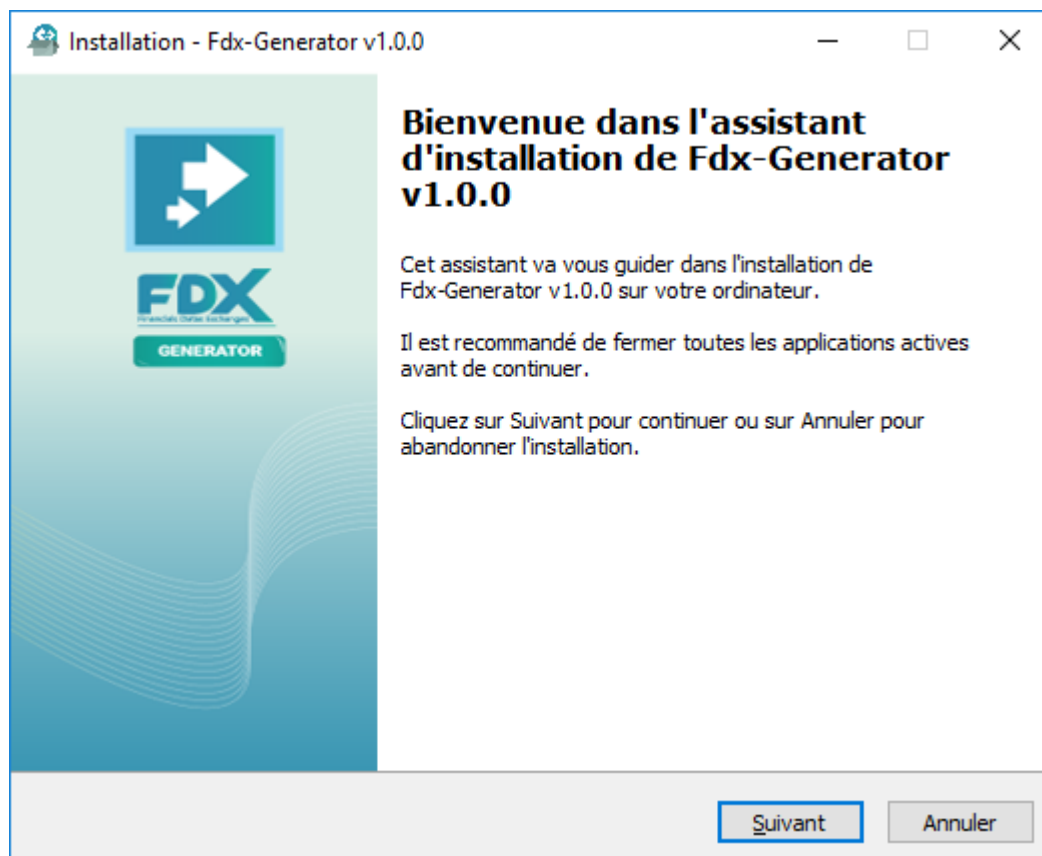 Installation - Fdx-Generator v1.0.0
Bienvenue dans l'assistant
d'installation de Fdx-Generator
v1.0.0
Cet assistant va vous guider dans l'installation de
Fdx-Generator v1.0.0 sur votre ordinateur.
Il est recommandé de fermer toutes les applications actives
avant de continuer.
Cliquez sur Suivant pour continuer ou sur Annuler pour
abandonner l'installation.
FDX
Financials Datas Exchanges
GENERATOR
Suivant
Annuler